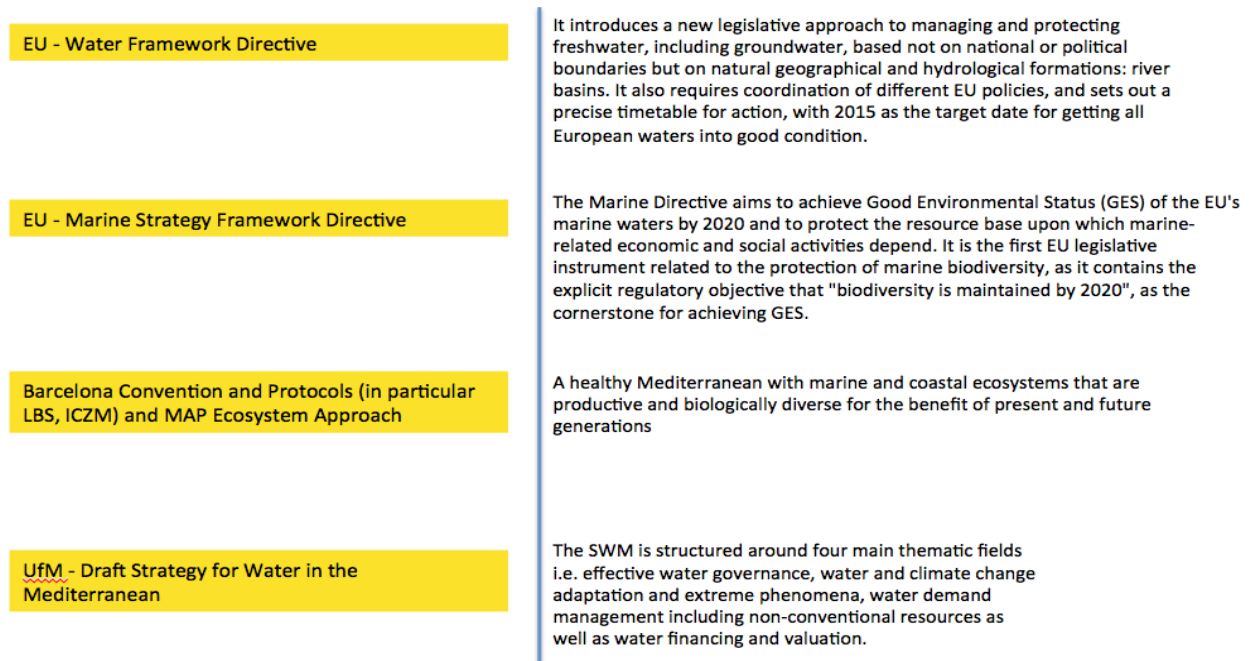 EU - Water Framework Directive
It introduces a new legislative approach to managing and protecting
freshwater, including groundwater, based not on national or political
boundaries but on natural geographical and hydrological formations: river
basins. It also requires coordination of different EU policies, and sets out a
precise timetable for action, with 2015 as the target date for getting all
European waters into good condition.
EU - Marine Strategy Framework Directive
The Marine Directive aims to achieve Good Environmental Status (GES) of the EU's
marine waters by 2020 and to protect the resource base upon which marine-
related economic and social activities depend. It is the first EU legislative
instrument related to the protection of marine biodiversity, as it contains the
explicit regulatory objective that "biodiversity is maintained by 2020", as the
cornerstone for achieving GES.
Barcelona Convention and Protocols (in particular
LBS, ICZM) and MAP Ecosystem Approach
A healthy Mediterranean with marine and coastal ecosystems that are
productive and biologically diverse for the benefit of present and future
generations
UfM - Draft Strategy for Water in the
Mediterranean
The SWM is structured around four main thematic fields
i.e. effective water governance, water and climate change
adaptation and extreme phenomena, water demand
management including non-conventional resources as
well as water financing and valuation.